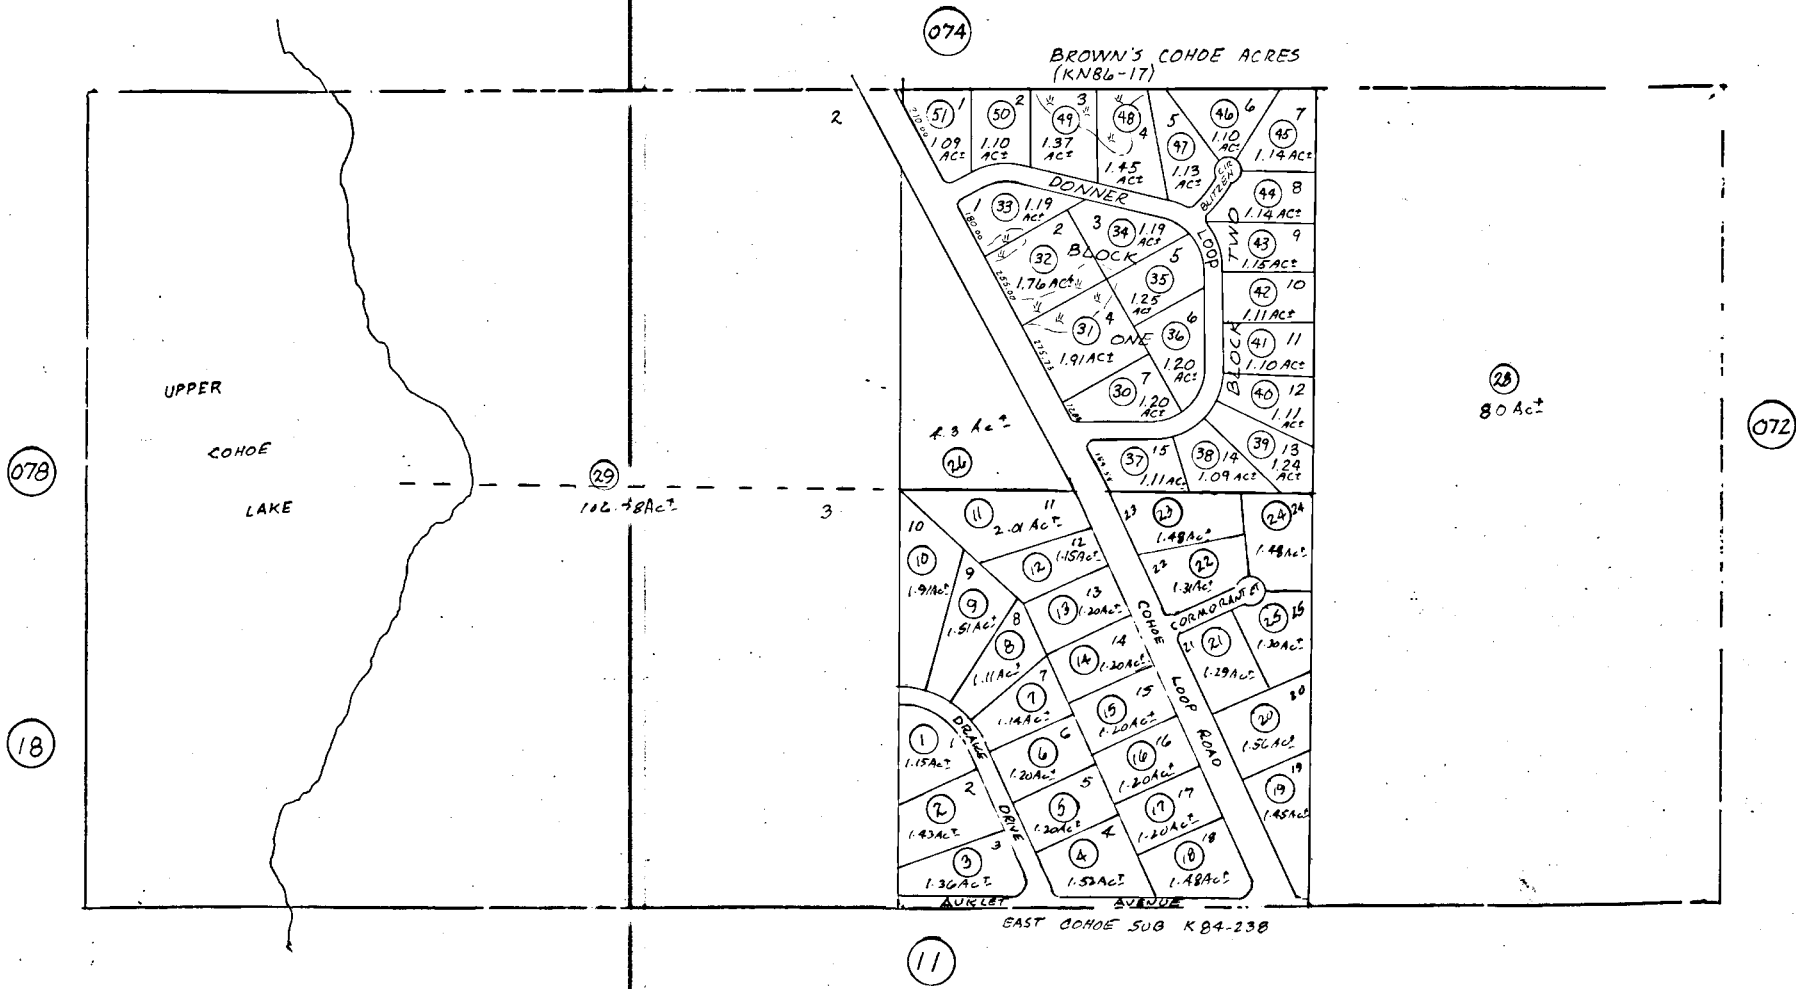 074
BROWN'S COHOE ACRES
(KN86-17)
2
51 1
1.09
AC±
210.00
50 2
1.10
AC±
3
49
1.37
AC±
48
4
1.45
AC±
5
47
1.13
AC±
46 6
1.10
AC±
7
45
1.14 AC±
BLITZEN CIR
DONNER
LOOP
44 8
1.14 AC±
43 9
1.15 AC±
42 10
1.11 AC±
41 11
1.10 AC±
40 12
1.11
AC±
39 13
1.24
AC±
38 14
1.09 AC±
37 15
1.11 AC±
BLOCK TWO
1 33 1.19
AC±
180.00
2
32
1.76 AC±
255.00
3 34 1.19
AC±
BLOCK
5
35
1.25
AC±
31 4
1.91 AC±
275.73
ONE
6
36
1.20
AC±
7
30 1.20
AC±
UPPER
COHOE
LAKE
078
29
3
26
28
80 Ac±
072
18
10
10
1.91 Ac±
11 11
2.01 Ac±
12
12 1.15 Ac±
13
13 1.20 Ac±
9
9
1.51 Ac±
8
8
1.11 Ac±
7
7
1.14 Ac±
14
14 1.20 Ac±
15
15
1.20 Ac±
16
16
1.20 Ac±
17
17
1.20 Ac±
18
18
1.48 Ac±
6
6
1.20 Ac±
5
5
1.20 Ac±
4
4
1.52 Ac±
1 1
1.15 Ac±
2
2
1.43 Ac±
3
3
1.36 Ac±
DRAKE
DRIVE
COHOE
LOOP
ROAD
23 23
1.48 Ac±
24 24
1.48 Ac±
22 22
1.31 Ac±
CORMORANT CT
25 25
1.30 Ac±
21 21
1.29 Ac±
20
20
1.56 Ac±
19
19
1.45 Ac±
AUKLET AVENUE
EAST COHOE SUB K84-238
11